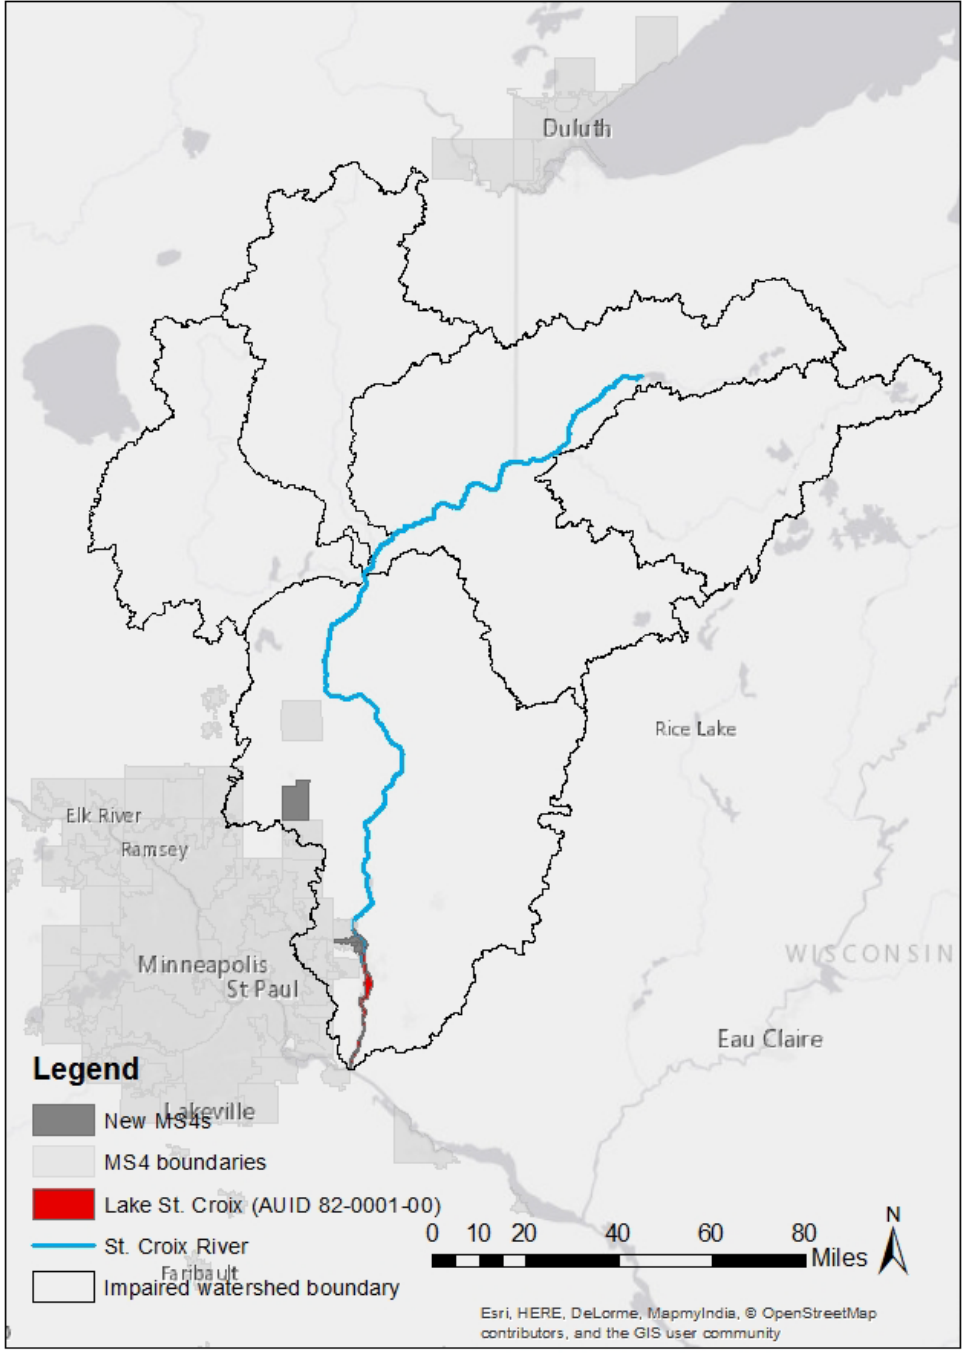 Duluth
Rice Lake
Elk River
Ramsey
Minneapolis
St Paul
WISCONSIN
Eau Claire
Lakeville
Faribault
Legend
New MS4s
MS4 boundaries
Lake St. Croix (AUID 82-0001-00)
St. Croix River
Impaired watershed boundary
0 10 20 40 60 80
Miles
N
Esri, HERE, DeLorme, MapmyIndia, © OpenStreetMap
contributors, and the GIS user community